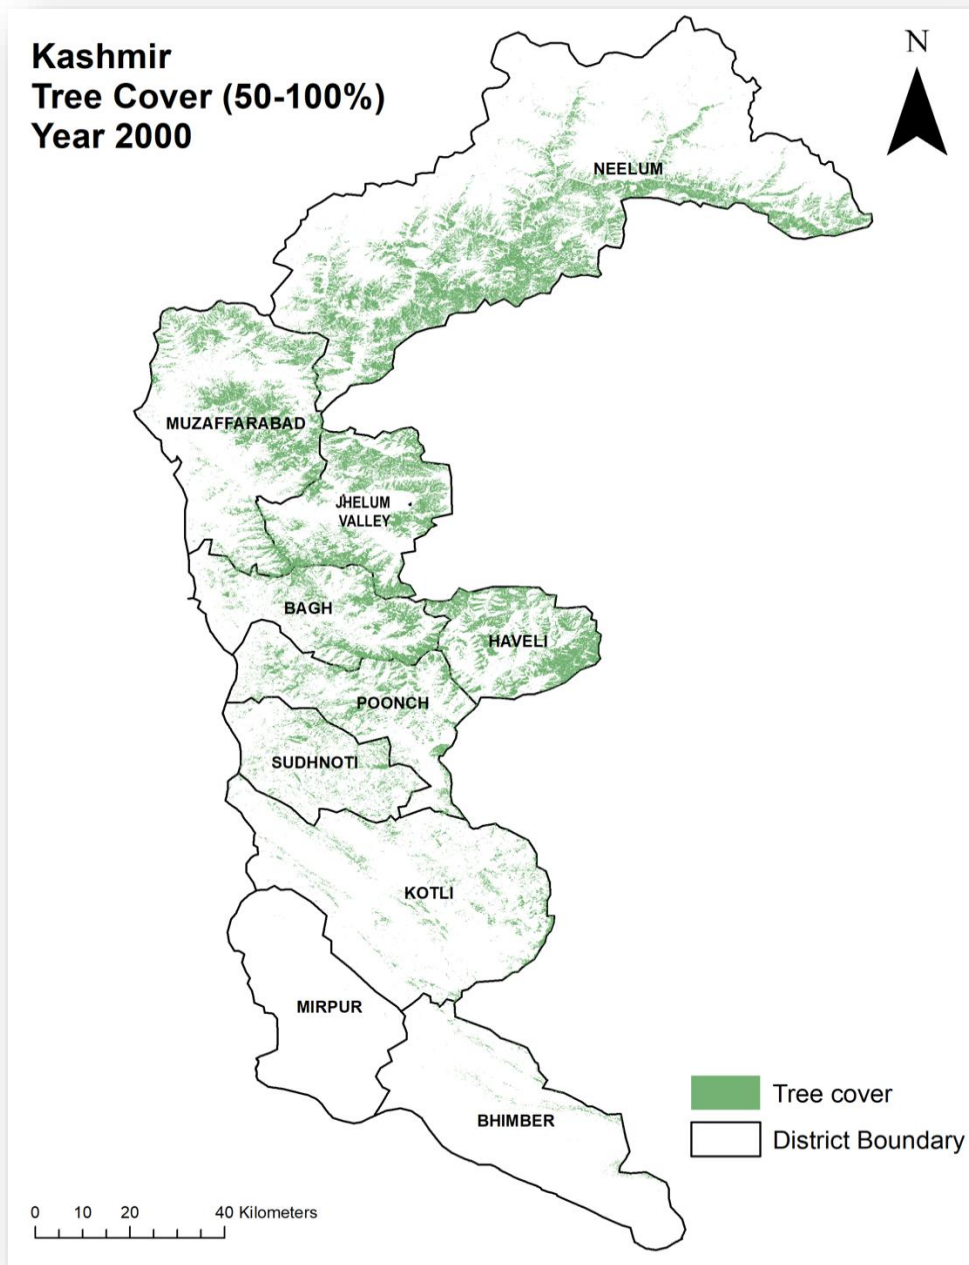 Kashmir
Tree Cover (50-100%)
Year 2000
N
NEELUM
MUZAFFARABAD
JHELUM
VALLEY
BAGH
HAVELI
POONCH
SUDHNOTI
KOTLI
MIRPUR
BHIMBER
Tree cover
District Boundary
0 10 20 40 Kilometers